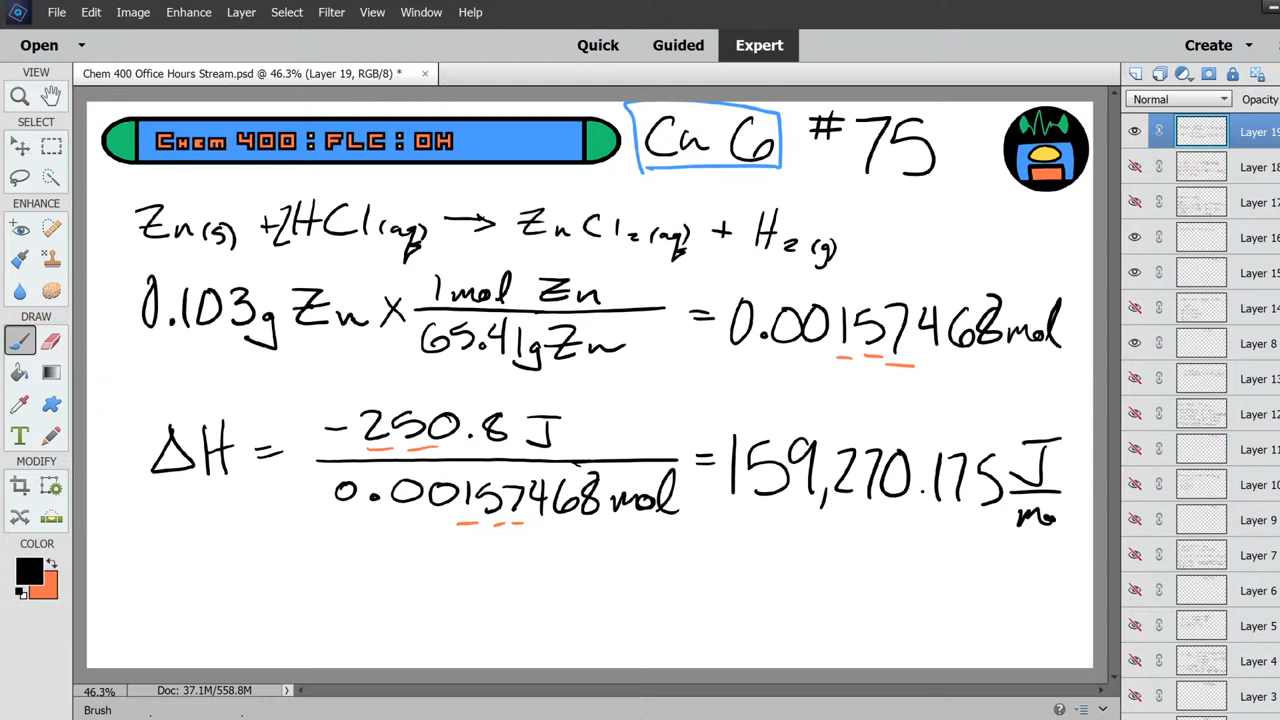 File Edit Image Enhance Layer Select Filter View Window Help
Open Quick Guided Expert Create
Chem 400 Office Hours Stream.psd @ 46.3% (Layer 19, RGB/8) * ×
Normal Opacity
VIEW
SELECT
ENHANCE
DRAW
MODIFY
COLOR
Chem 400:FLC:OH
Cn 6 #75
Zn(s) + 2HCl(aq) → ZnCl₂(aq) + H₂(g)
0.103g Zn × 1mol Zn / 65.41g Zn = 0.00157468mol
ΔH = -250.8 J / 0.00157468mol = 159,270.175 J / mo
Layer 19
Layer 18
Layer 17
Layer 16
Layer 15
Layer 14
Layer 8
Layer 13
Layer 12
Layer 11
Layer 10
Layer 9
Layer 7
Layer 6
Layer 5
Layer 4
Layer 3
46.3% Doc: 37.1M/558.8M
Brush